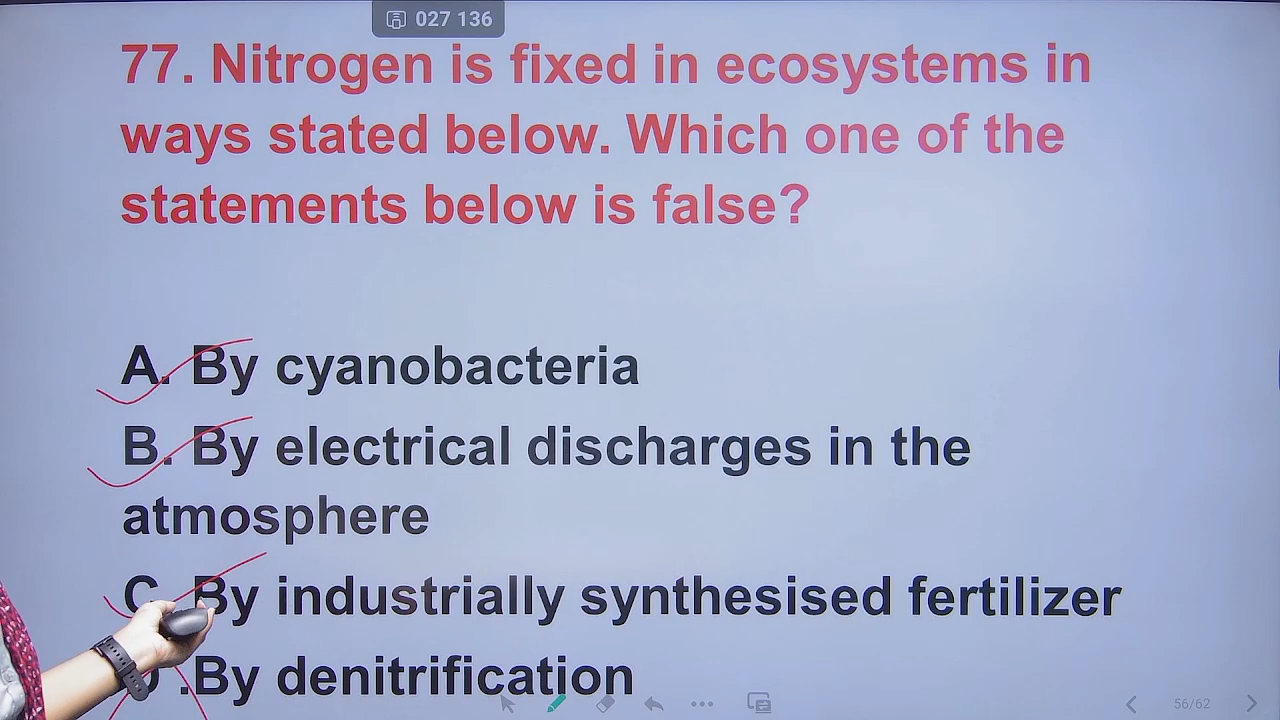 027 136
77. Nitrogen is fixed in ecosystems in
ways stated below. Which one of the
statements below is false?
A. By cyanobacteria
B. By electrical discharges in the
atmosphere
C. By industrially synthesised fertilizer
D .By denitrification
56/62